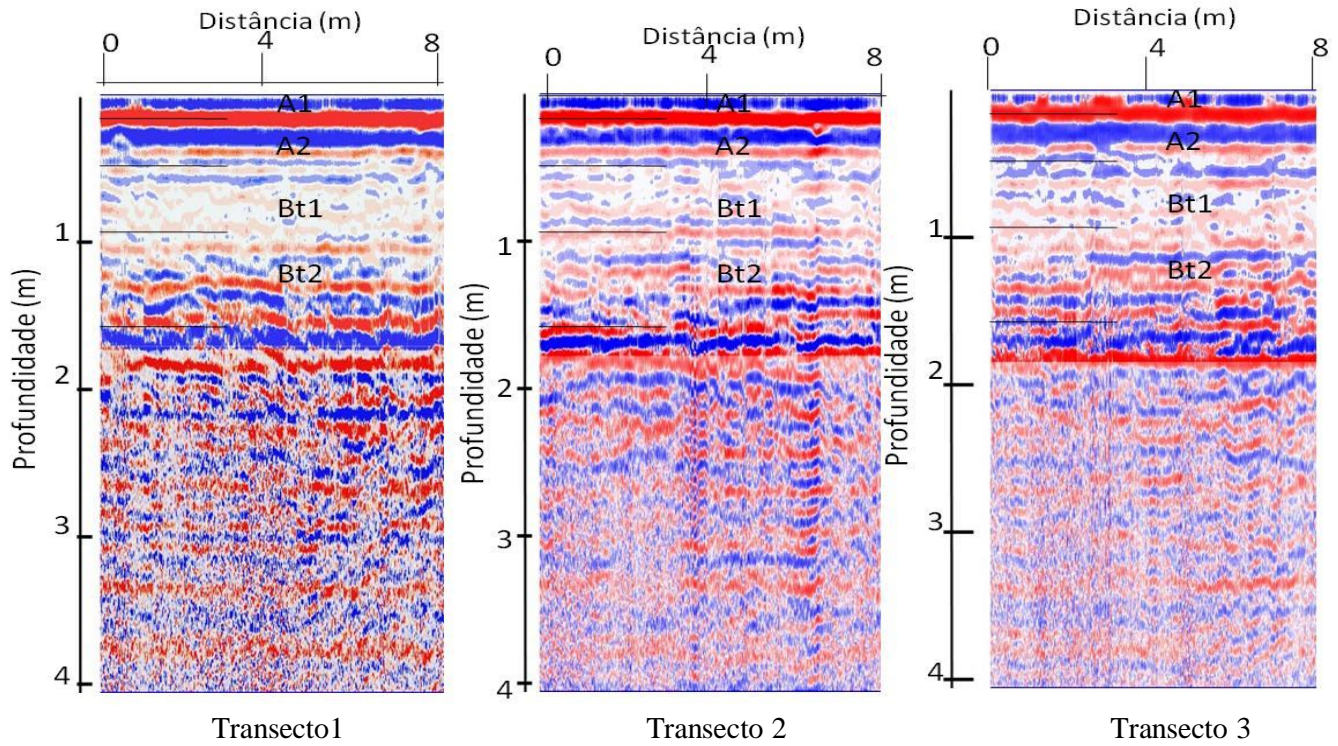 Distância (m)
0 4 8
A1
A2
Bt1
Bt2
Profundidade (m)
1
2
3
4
Transecto1
Distância (m)
0 4 8
A1
A2
Bt1
Bt2
Profundidade (m)
1
2
3
4
Transecto 2
Distância (m)
0 4 8
A1
A2
Bt1
Bt2
Profundidade (m)
1
2
3
4
Transecto 3